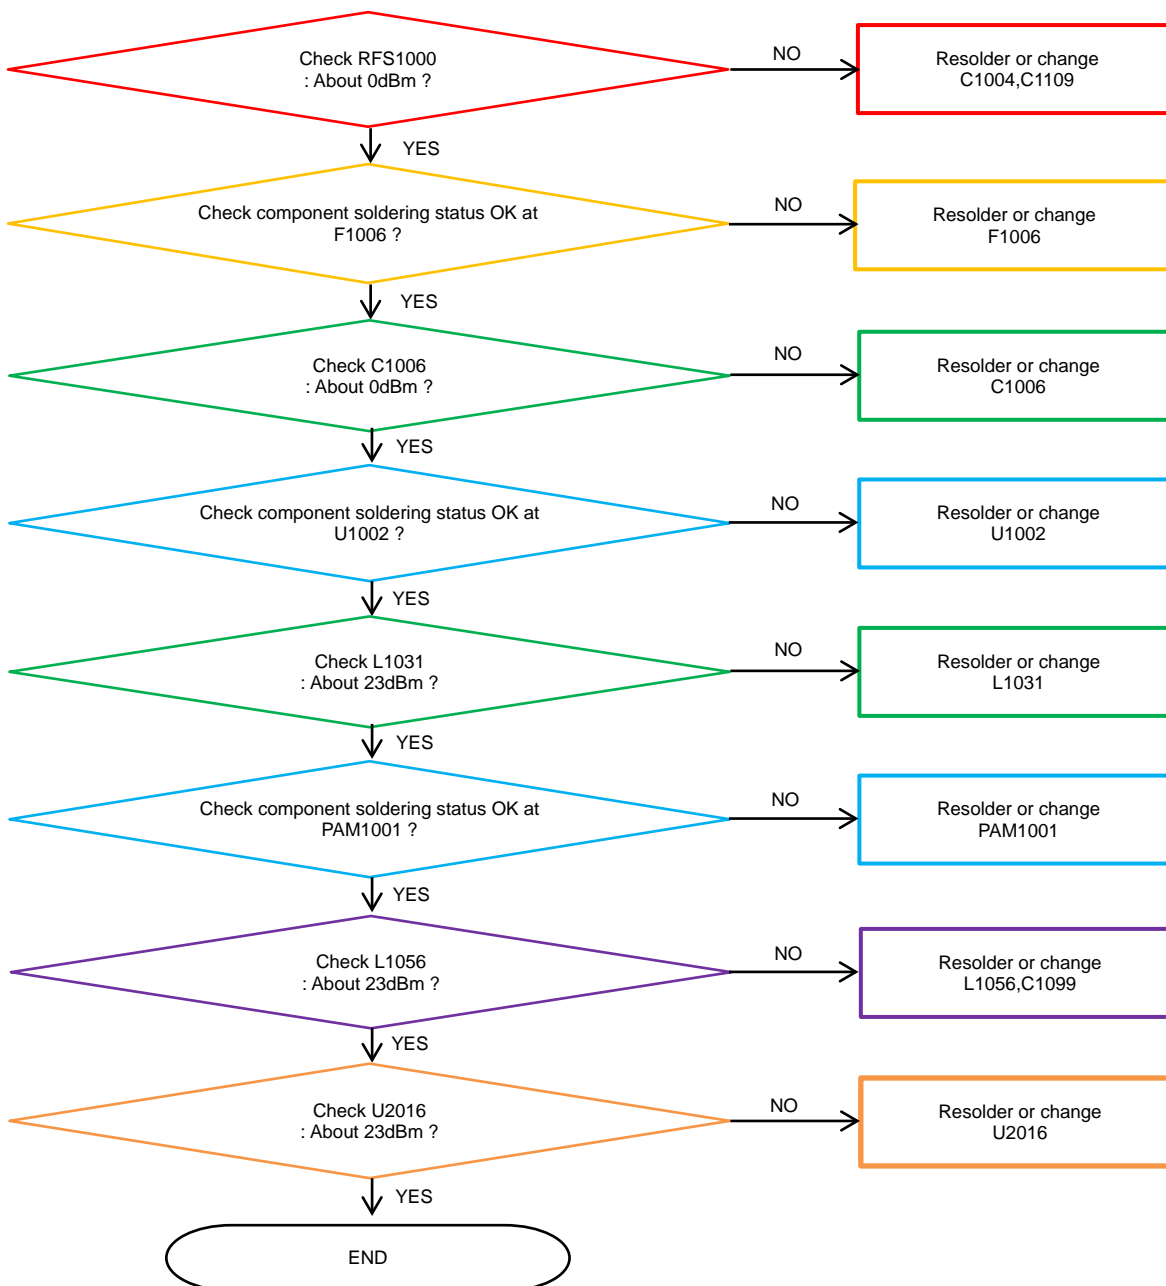 Check RFS1000
: About 0dBm ?
NO
Resolder or change
C1004,C1109
YES
Check component soldering status OK at
F1006 ?
NO
Resolder or change
F1006
YES
Check C1006
: About 0dBm ?
NO
Resolder or change
C1006
YES
Check component soldering status OK at
U1002 ?
NO
Resolder or change
U1002
YES
Check L1031
: About 23dBm ?
NO
Resolder or change
L1031
YES
Check component soldering status OK at
PAM1001 ?
NO
Resolder or change
PAM1001
YES
Check L1056
: About 23dBm ?
NO
Resolder or change
L1056,C1099
YES
Check U2016
: About 23dBm ?
NO
Resolder or change
U2016
YES
END